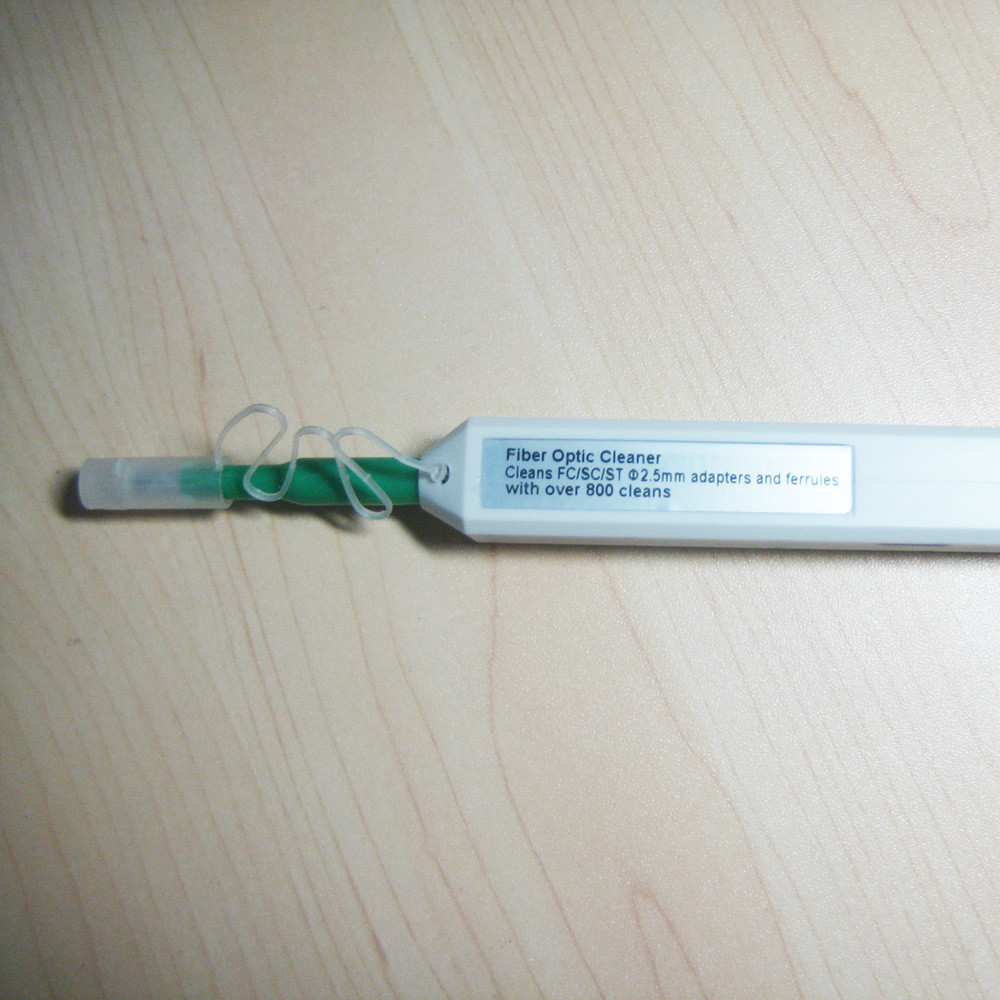 Fiber Optic Cleaner
Cleans FC/SC/ST Φ2.5mm adapters and ferrules
with over 800 cleans